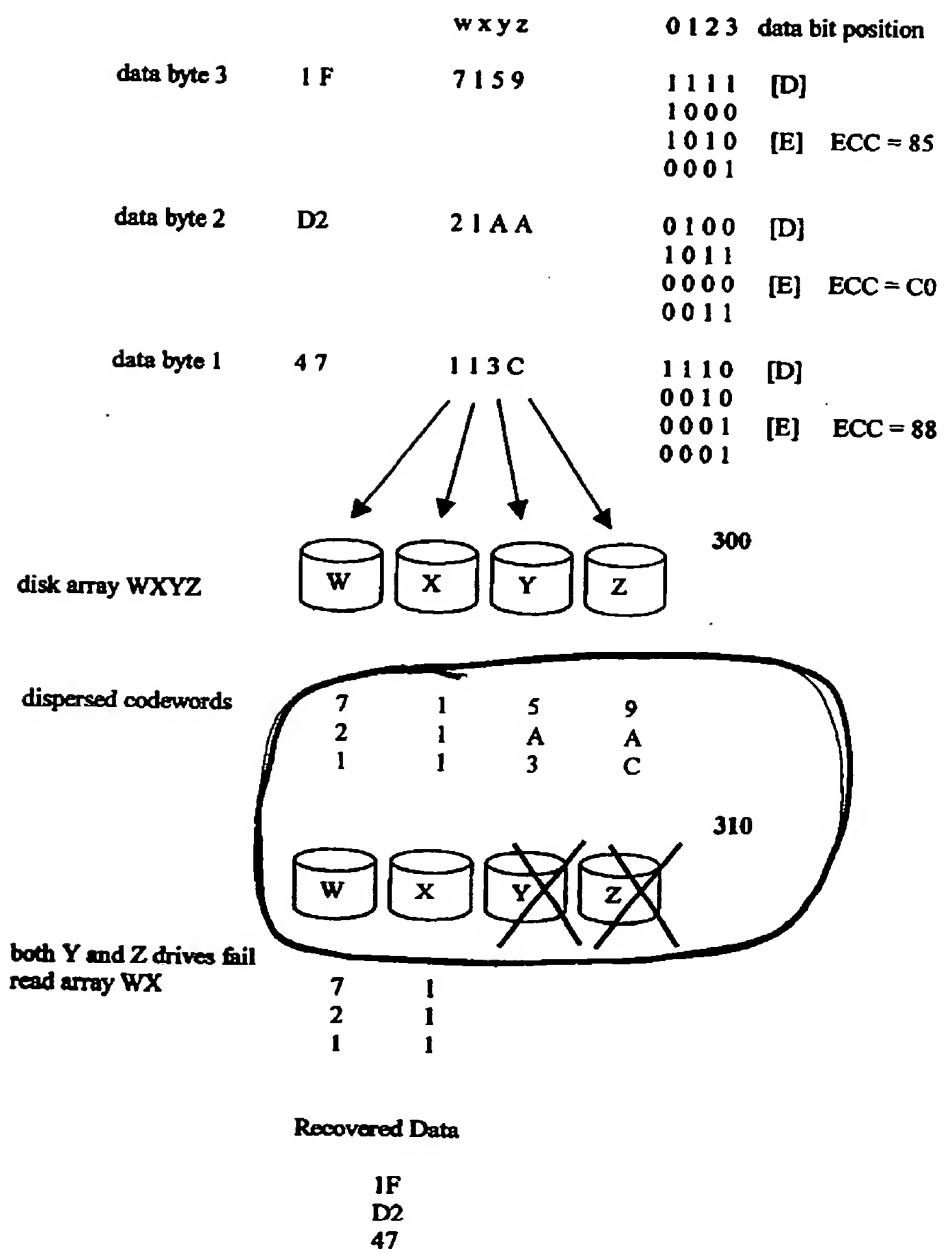 w x y z 0 1 2 3 data bit position
data byte 3 1 F 7 1 5 9 1 1 1 1 [D]
1 0 0 0
1 0 1 0 [E] ECC = 85
0 0 0 1
data byte 2 D2 2 1 A A 0 1 0 0 [D]
1 0 1 1
0 0 0 0 [E] ECC = C0
0 0 1 1
data byte 1 4 7 1 1 3 C 1 1 1 0 [D]
0 0 1 0
0 0 0 1 [E] ECC = 88
0 0 0 1
300
disk array WXYZ W X Y Z
dispersed codewords 7 1 5 9
2 1 A A
1 1 3 C
310
W X Y Z
both Y and Z drives fail
read array WX 7 1
2 1
1 1
Recovered Data
1F
D2
47